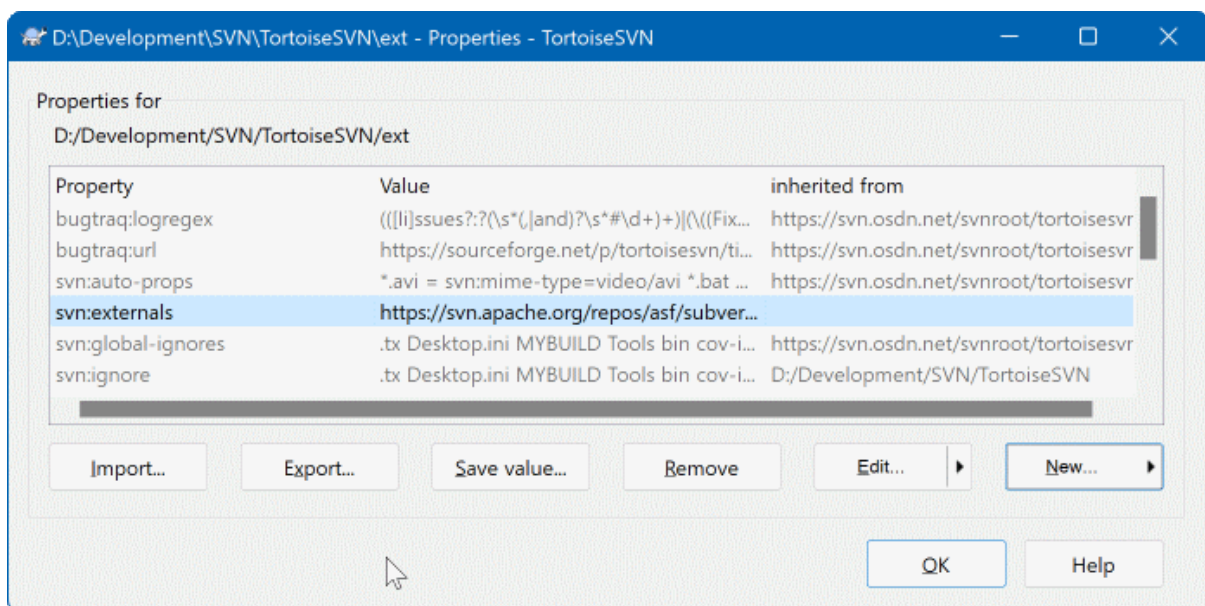 D:\Development\SVN\TortoiseSVN\ext - Properties - TortoiseSVN
Properties for
D:/Development/SVN/TortoiseSVN/ext
Property Value inherited from
bugtraq:logregex (([Ii]ssues?:?(\s*(,|and)?\s*#\d+)+)|(\((Fix... https://svn.osdn.net/svnroot/tortoisesvr
bugtraq:url https://sourceforge.net/p/tortoisesvn/ti... https://svn.osdn.net/svnroot/tortoisesvr
svn:auto-props *.avi = svn:mime-type=video/avi *.bat ... https://svn.osdn.net/svnroot/tortoisesvr
svn:externals https://svn.apache.org/repos/asf/subver...
svn:global-ignores .tx Desktop.ini MYBUILD Tools bin cov-i... https://svn.osdn.net/svnroot/tortoisesvr
svn:ignore .tx Desktop.ini MYBUILD Tools bin cov-i... D:/Development/SVN/TortoiseSVN
Import... Export... Save value... Remove Edit... New...
OK Help